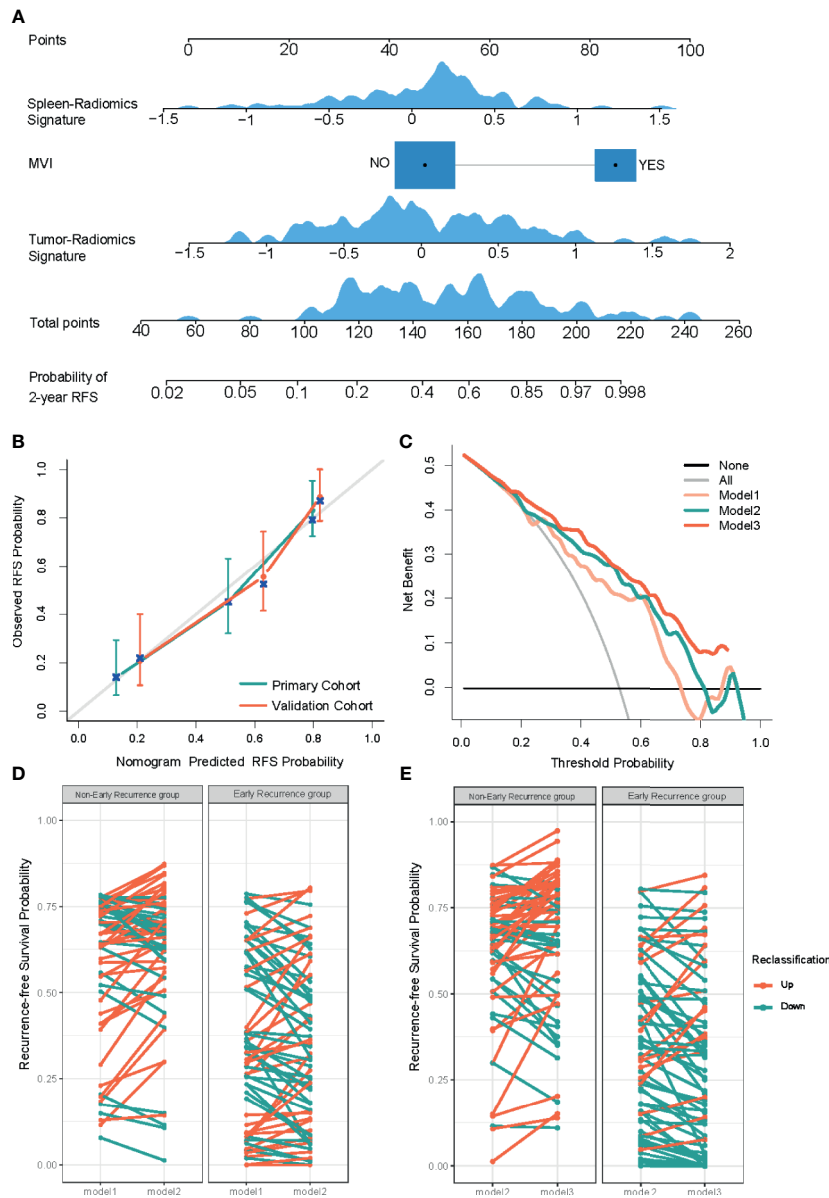 A
Points
0 20 40 60 80 100
Spleen-Radiomics
Signature
−1.5 −1 −0.5 0 0.5 1 1.5
MVI
NO
YES
Tumor-Radiomics
Signature
−1.5 −1 −0.5 0 0.5 1 1.5 2
Total points
40 60 80 100 120 140 160 180 200 220 240 260
Probability of
2-year RFS
0.02 0.05 0.1 0.2 0.4 0.6 0.85 0.97 0.998
B
Observed RFS Probability
1.0
0.8
0.6
0.4
0.2
0.0
Primary Cohort
Validation Cohort
0.0 0.2 0.4 0.6 0.8 1.0
Nomogram Predicted RFS Probability
C
Net Benefit
0.5
0.4
0.3
0.2
0.1
0.0
None
All
Model1
Model2
Model3
0.0 0.2 0.4 0.6 0.8 1.0
Threshold Probability
D
Non-Early Recurrence group
Early Recurrence group
Recurrence-free Survival Probability
1.00
0.75
0.50
0.25
0.00
model1 model2 model1 model2
E
Non-Early Recurrence group
Early Recurrence group
Recurrence-free Survival Probability
1.00
0.75
0.50
0.25
0.00
model2 model3 model2 model3
Reclassification
Up
Down